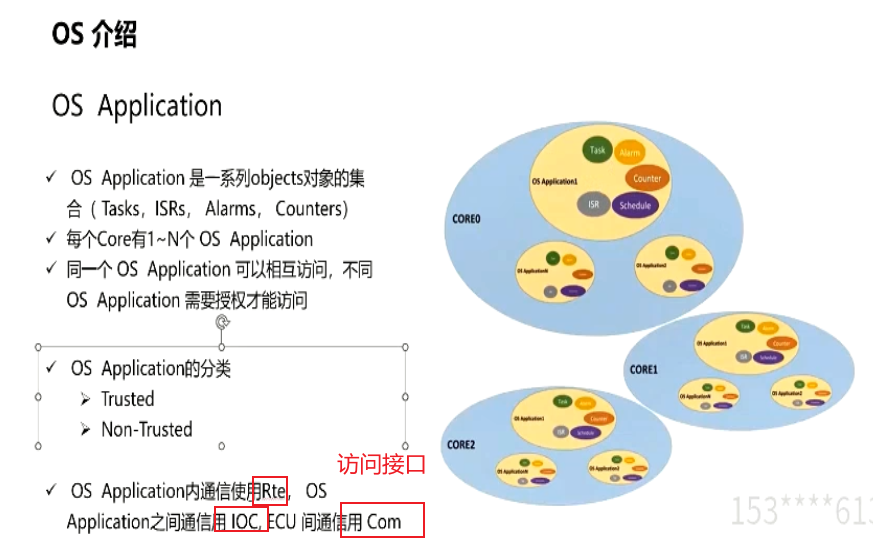 OS 介绍
OS Application
✓ OS Application 是一系列objects对象的集
合（Tasks，ISRs， Alarms， Counters）
✓ 每个Core有1~N个 OS Application
✓ 同一个 OS Application 可以相互访问，不同
OS Application 需要授权才能访问
✓ OS Application的分类
➢ Trusted
➢ Non-Trusted
访问接口
✓ OS Application内通信使用Rte， OS
Application之间通信用 IOC, ECU 间通信用 Com
CORE0
OS Application1
Task
Alarm
Counter
ISR
Schedule
OS ApplicationN
OS Application2
CORE1
OS Application1
Task
Alarm
Counter
ISR
Schedule
OS ApplicationN
OS Application2
CORE2
OS Application1
Task
Alarm
Counter
ISR
Schedule
OS ApplicationN
OS Application2
153****613